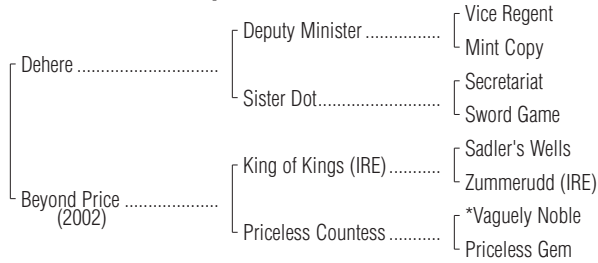 Vice Regent
Deputy Minister ................
Mint Copy
Dehere .............................
Secretariat
Sister Dot.........................
Sword Game
Sadler's Wells
King of Kings (IRE)...........
Zummerudd (IRE)
Beyond Price ...................
(2002)
*Vaguely Noble
Priceless Countess ...........
Priceless Gem